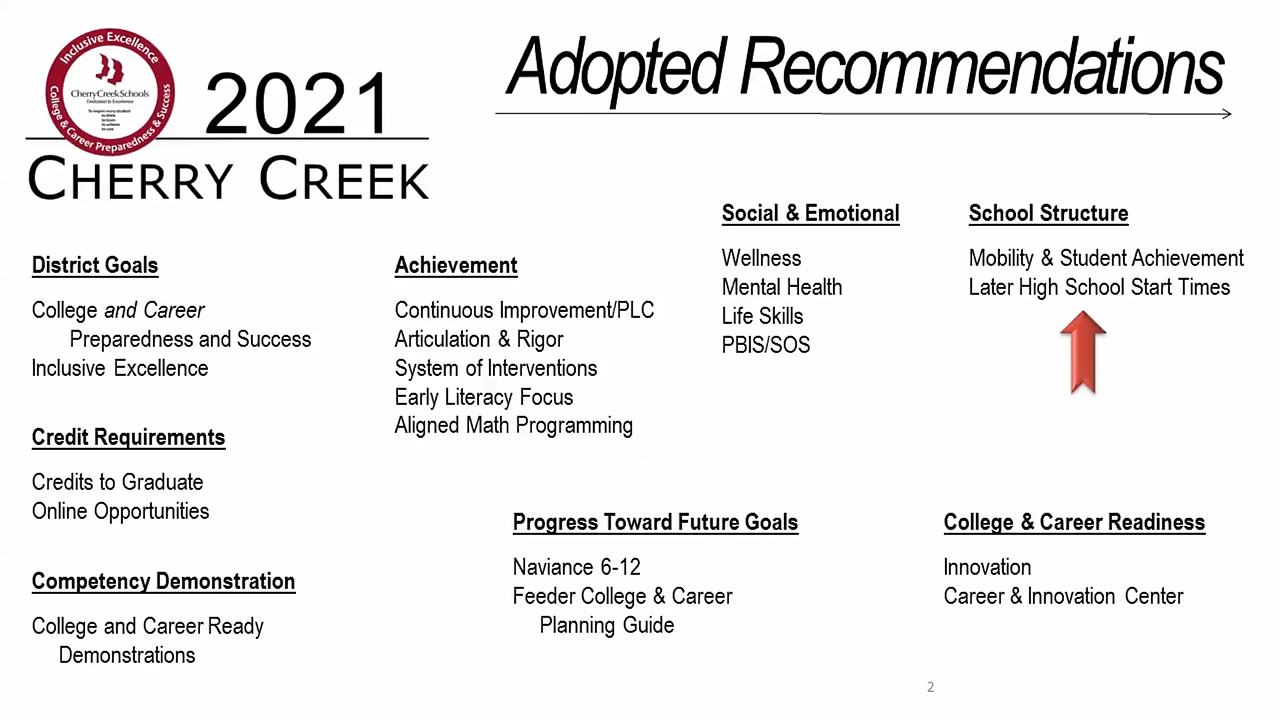 Inclusive Excellence
CherryCreekSchools
Dedicated to Excellence
College & Career Preparedness & Success
2021
CHERRY CREEK
Adopted Recommendations
District Goals
College and Career
Preparedness and Success
Inclusive Excellence
Credit Requirements
Credits to Graduate
Online Opportunities
Competency Demonstration
College and Career Ready
Demonstrations
Achievement
Continuous Improvement/PLC
Articulation & Rigor
System of Interventions
Early Literacy Focus
Aligned Math Programming
Social & Emotional
Wellness
Mental Health
Life Skills
PBIS/SOS
School Structure
Mobility & Student Achievement
Later High School Start Times
Progress Toward Future Goals
Naviance 6-12
Feeder College & Career
Planning Guide
College & Career Readiness
Innovation
Career & Innovation Center
2